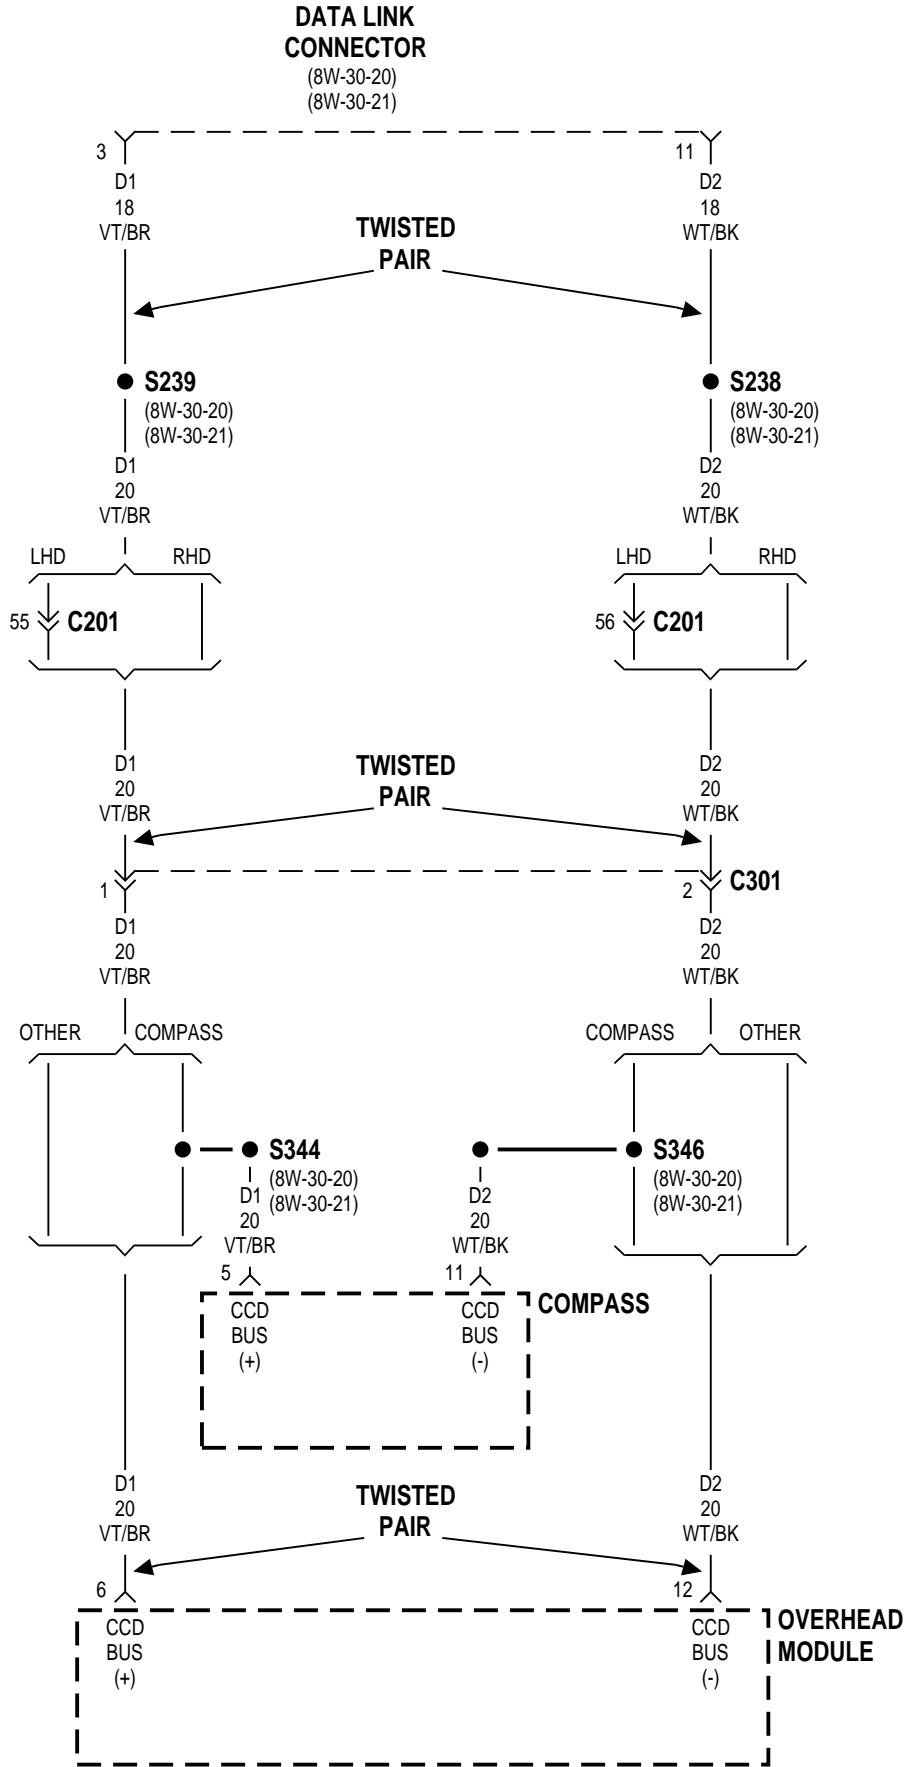 DATA LINK
CONNECTOR
(8W-30-20)
(8W-30-21)
3
11
D1
18
VT/BR
D2
18
WT/BK
TWISTED
PAIR
S239
(8W-30-20)
(8W-30-21)
S238
(8W-30-20)
(8W-30-21)
D1
20
VT/BR
D2
20
WT/BK
LHD
RHD
LHD
RHD
55
C201
56
C201
D1
20
VT/BR
TWISTED
PAIR
D2
20
WT/BK
1
2
C301
D1
20
VT/BR
D2
20
WT/BK
OTHER
COMPASS
COMPASS
OTHER
S344
(8W-30-20)
(8W-30-21)
S346
(8W-30-20)
(8W-30-21)
D1
20
VT/BR
D2
20
WT/BK
5
11
COMPASS
CCD
BUS
(+)
CCD
BUS
(-)
D1
20
VT/BR
TWISTED
PAIR
D2
20
WT/BK
6
12
CCD
BUS
(+)
CCD
BUS
(-)
OVERHEAD
MODULE